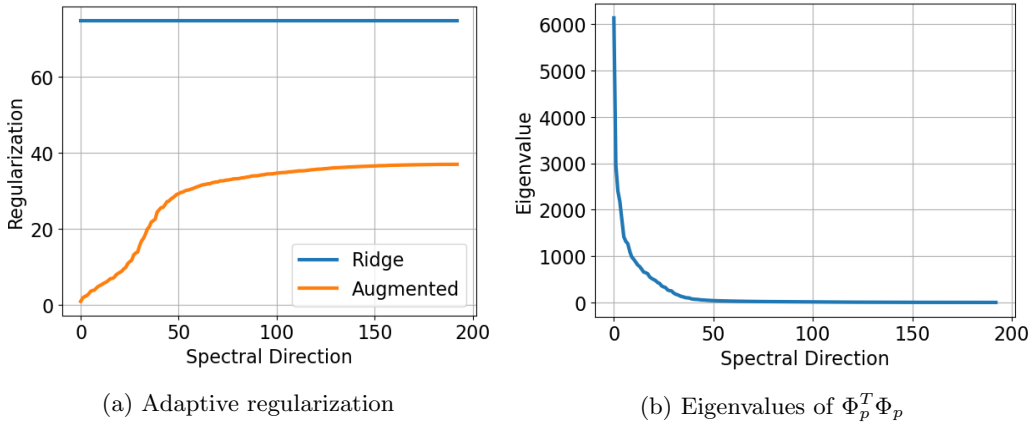 60
40
20
0
Regularization
Ridge
Augmented
0 50 100 150 200
Spectral Direction
(a) Adaptive regularization
6000
5000
4000
3000
2000
1000
0
Eigenvalue
0 50 100 150 200
Spectral Direction
(b) Eigenvalues of Φ_p^T Φ_p